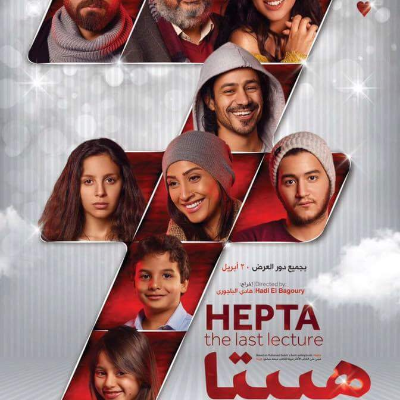 بجميع دور العرض ٢٠ أبريل
إخراج: Directed by:
هادي الباجوري Hadi El Bagoury
HEPTA
the last lecture
هيبتا